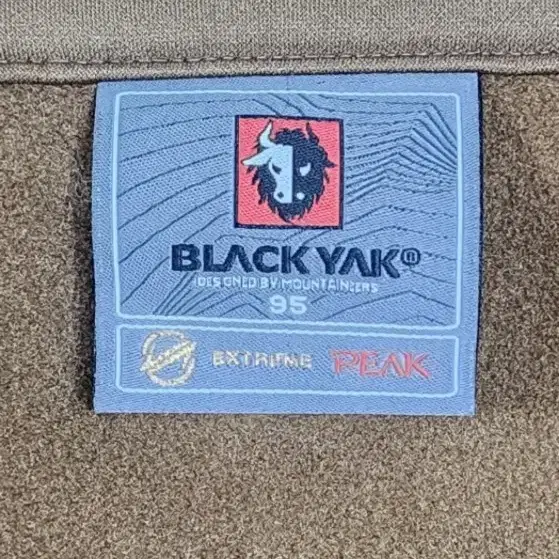 BLACK YAK®
DESIGNED BY MOUNTAINEERS
95
EXTREME PEAK